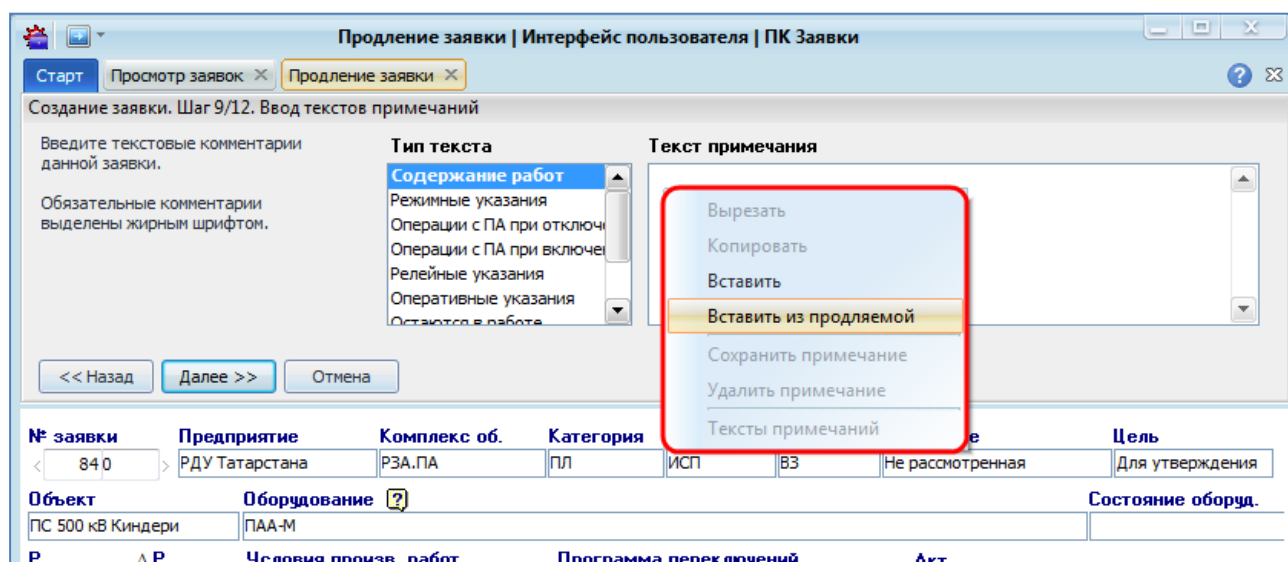 Продление заявки | Интерфейс пользователя | ПК Заявки
Старт Просмотр заявок Продление заявки
Создание заявки. Шаг 9/12. Ввод текстов примечаний
Введите текстовые комментарии
данной заявки.
Обязательные комментарии
выделены жирным шрифтом.
Тип текста
Содержание работ
Режимные указания
Операции с ПА при отключ
Операции с ПА при включе
Релейные указания
Оперативные указания
Остаются в работе
Текст примечания
Вырезать
Копировать
Вставить
Вставить из продляемой
Сохранить примечание
Удалить примечание
Тексты примечаний
<< Назад Далее >> Отмена
№ заявки Предприятие Комплекс об. Категория е Цель
< 840 > РДУ Татарстана РЗА.ПА ПЛ ИСП ВЗ Не рассмотренная Для утверждения
Объект Оборудование Состояние оборуд.
ПС 500 кВ Киндери ПАА-М
Р Δ Р Условия произв. работ Программа переключений Акт